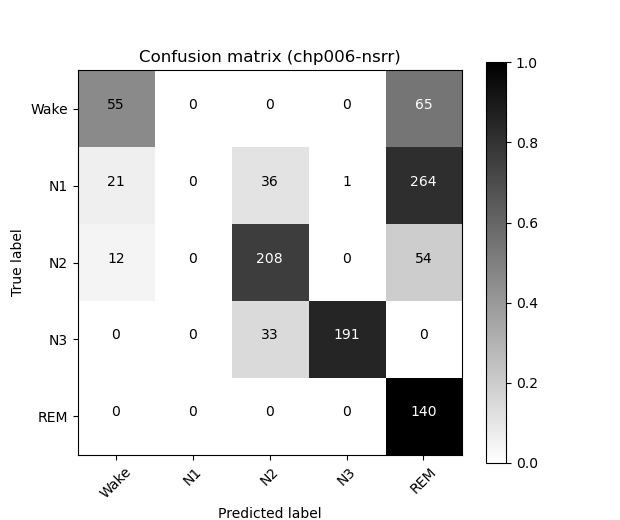 Confusion matrix (chp006-nsrr)
True label
Wake 55 0 0 0 65
N1 21 0 36 1 264
N2 12 0 208 0 54
N3 0 0 33 191 0
REM 0 0 0 0 140
Wake N1 N2 N3 REM
Predicted label
1.0
0.8
0.6
0.4
0.2
0.0